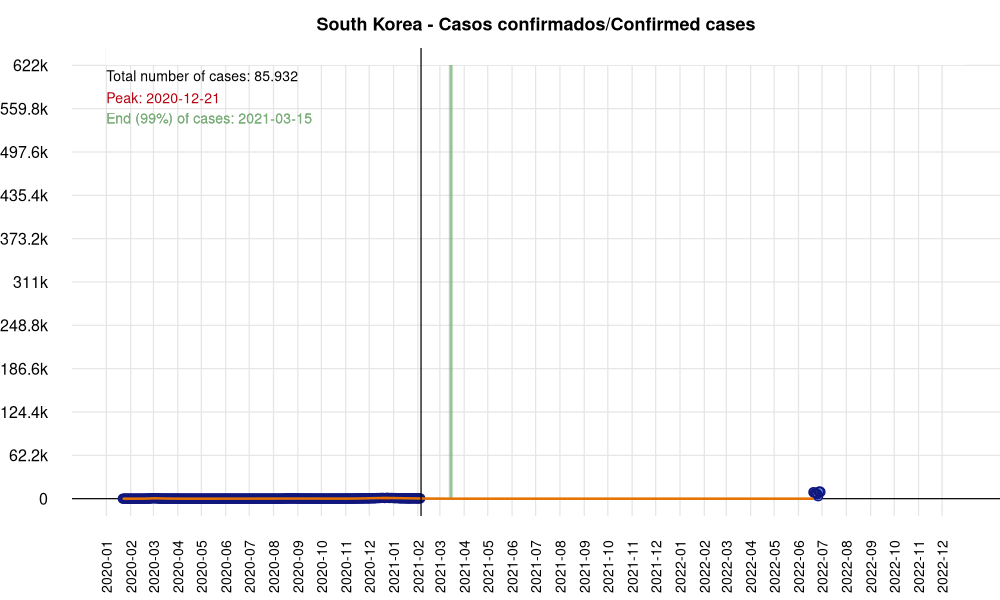 South Korea - Casos confirmados/Confirmed cases
Total number of cases: 85.932
Peak: 2020-12-21
End (99%) of cases: 2021-03-15
622k
559.8k
497.6k
435.4k
373.2k
311k
248.8k
186.6k
124.4k
62.2k
0
2020-01
2020-02
2020-03
2020-04
2020-05
2020-06
2020-07
2020-08
2020-09
2020-10
2020-11
2020-12
2021-01
2021-02
2021-03
2021-04
2021-05
2021-06
2021-07
2021-08
2021-09
2021-10
2021-11
2021-12
2022-01
2022-02
2022-03
2022-04
2022-05
2022-06
2022-07
2022-08
2022-09
2022-10
2022-11
2022-12